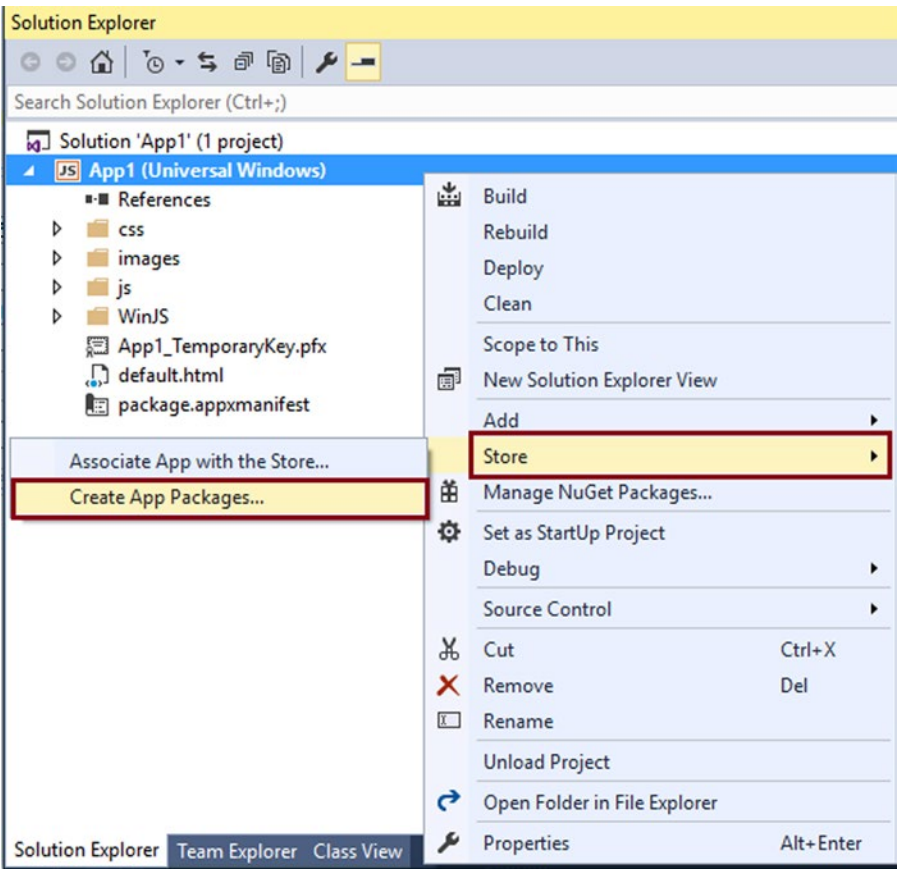 Solution Explorer
Search Solution Explorer (Ctrl+;)
Solution 'App1' (1 project)
JS App1 (Universal Windows)
References
css
images
js
WinJS
App1_TemporaryKey.pfx
default.html
package.appxmanifest
Build
Rebuild
Deploy
Clean
Scope to This
New Solution Explorer View
Add
Store
Associate App with the Store...
Create App Packages...
Manage NuGet Packages...
Set as StartUp Project
Debug
Source Control
Cut Ctrl+X
Remove Del
Rename
Unload Project
Open Folder in File Explorer
Properties Alt+Enter
Solution Explorer Team Explorer Class View